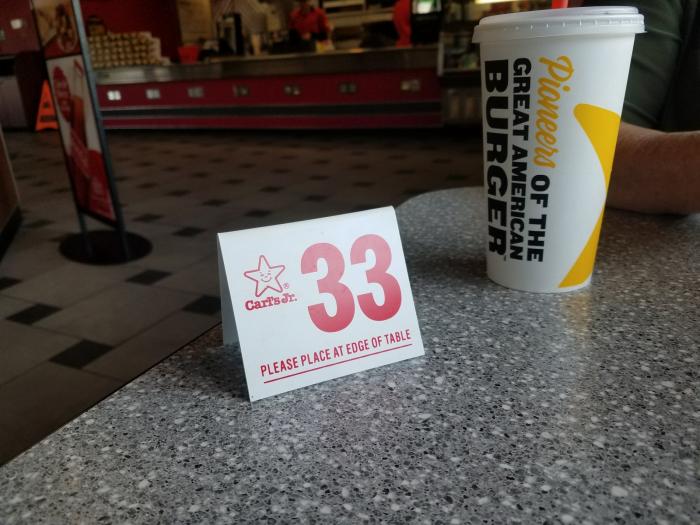 Carl's Jr.®
33
PLEASE PLACE AT EDGE OF TABLE
Pioneers
OF THE
GREAT AMERICAN
BURGER